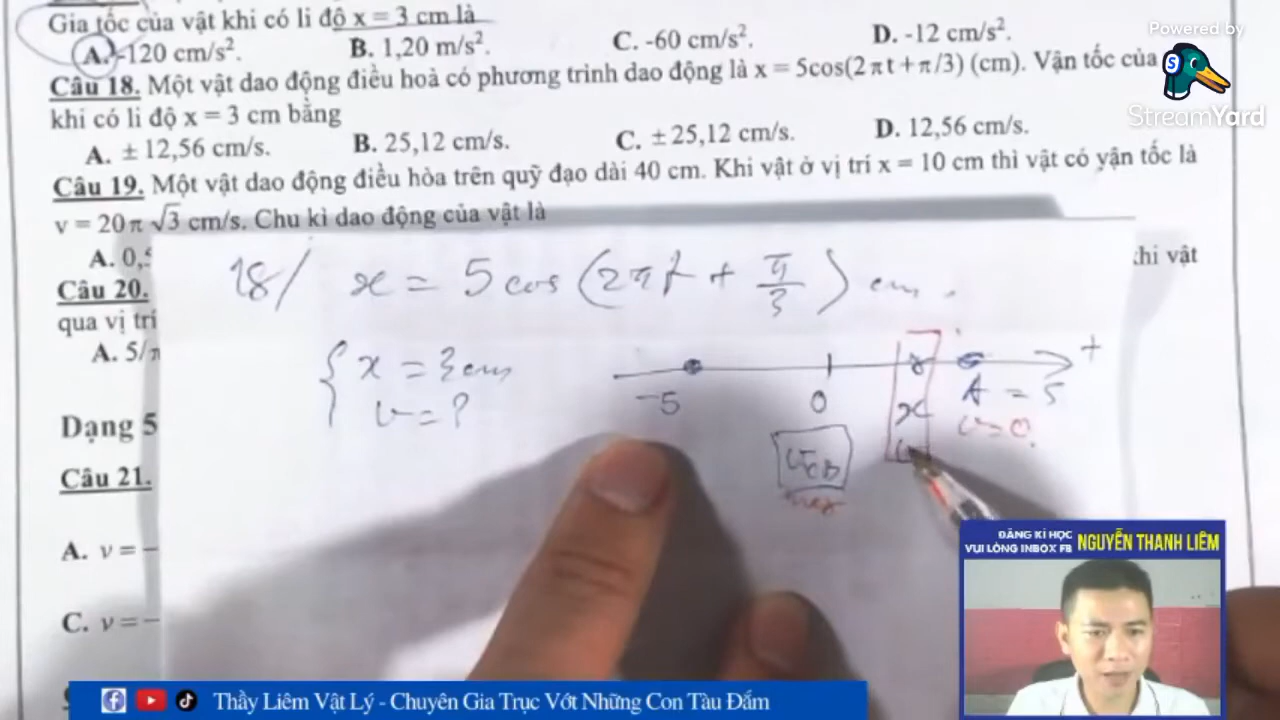 Gia tốc của vật khi có li độ x = 3 cm là
A. -120 cm/s². B. 1,20 m/s². C. -60 cm/s². D. -12 cm/s².
Câu 18. Một vật dao động điều hoà có phương trình dao động là x = 5cos(2πt + π/3) (cm). Vận tốc của
khi có li độ x = 3 cm bằng
A. ± 12,56 cm/s. B. 25,12 cm/s. C. ± 25,12 cm/s. D. 12,56 cm/s.
Câu 19. Một vật dao động điều hòa trên quỹ đạo dài 40 cm. Khi vật ở vị trí x = 10 cm thì vật có vận tốc là
v = 20π√3 cm/s. Chu kì dao động của vật là
A. 0,5
Câu 20. khi vật
qua vị trí
A. 5/π
Dạng 5
Câu 21.
A. v = –
C. v = –
18/ x = 5cos(2πt + π/3) cm.
x = 3cm
v = ?
-5 0 x A = 5 +
v=0
vCB
max
Powered by
StreamYard
ĐĂNG KÍ HỌC
VUI LÒNG INBOX FB NGUYỄN THANH LIÊM
Thầy Liêm Vật Lý - Chuyên Gia Trục Vớt Những Con Tàu Đắm